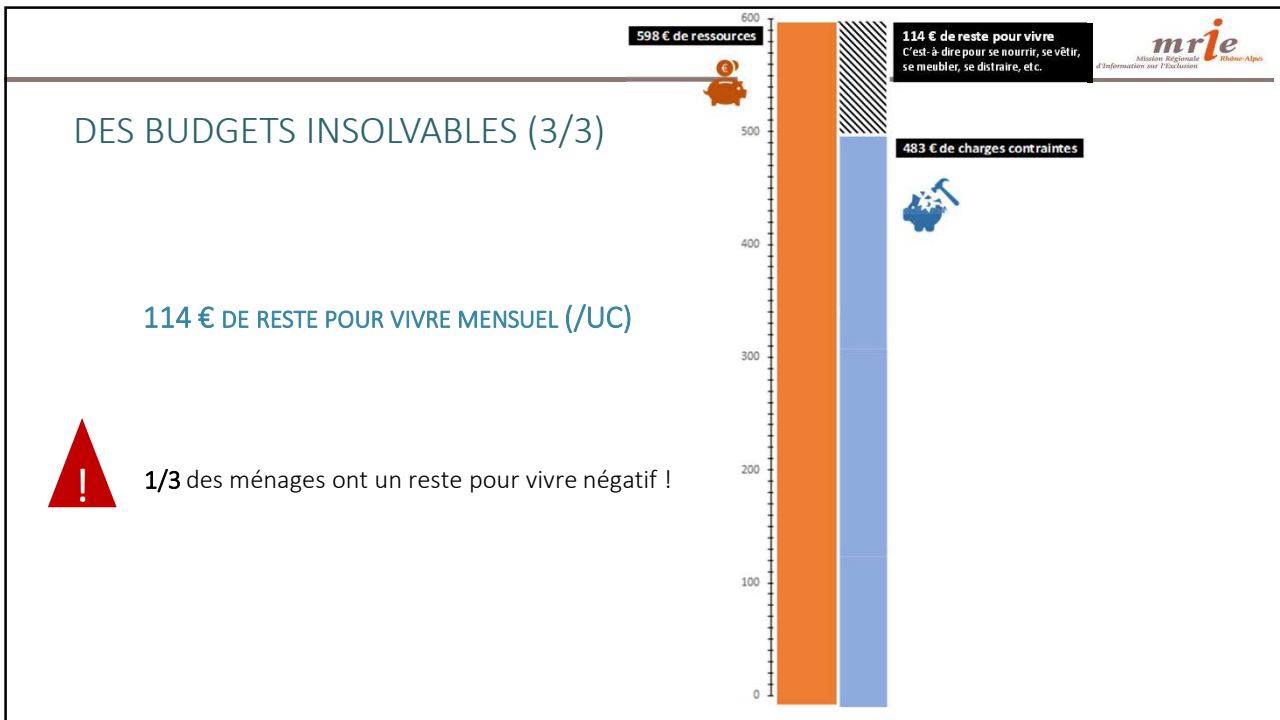 598 € de ressources
114 € de reste pour vivre
C'est-à-dire pour se nourrir, se vêtir,
se meubler, se distraire, etc.
mrie
Mission Régionale
d'Information sur l'Exclusion
Rhône-Alpes
€
DES BUDGETS INSOLVABLES (3/3)
483 € de charges contraintes
114 € DE RESTE POUR VIVRE MENSUEL (/UC)
!
1/3 des ménages ont un reste pour vivre négatif !
600
500
400
300
200
100
0